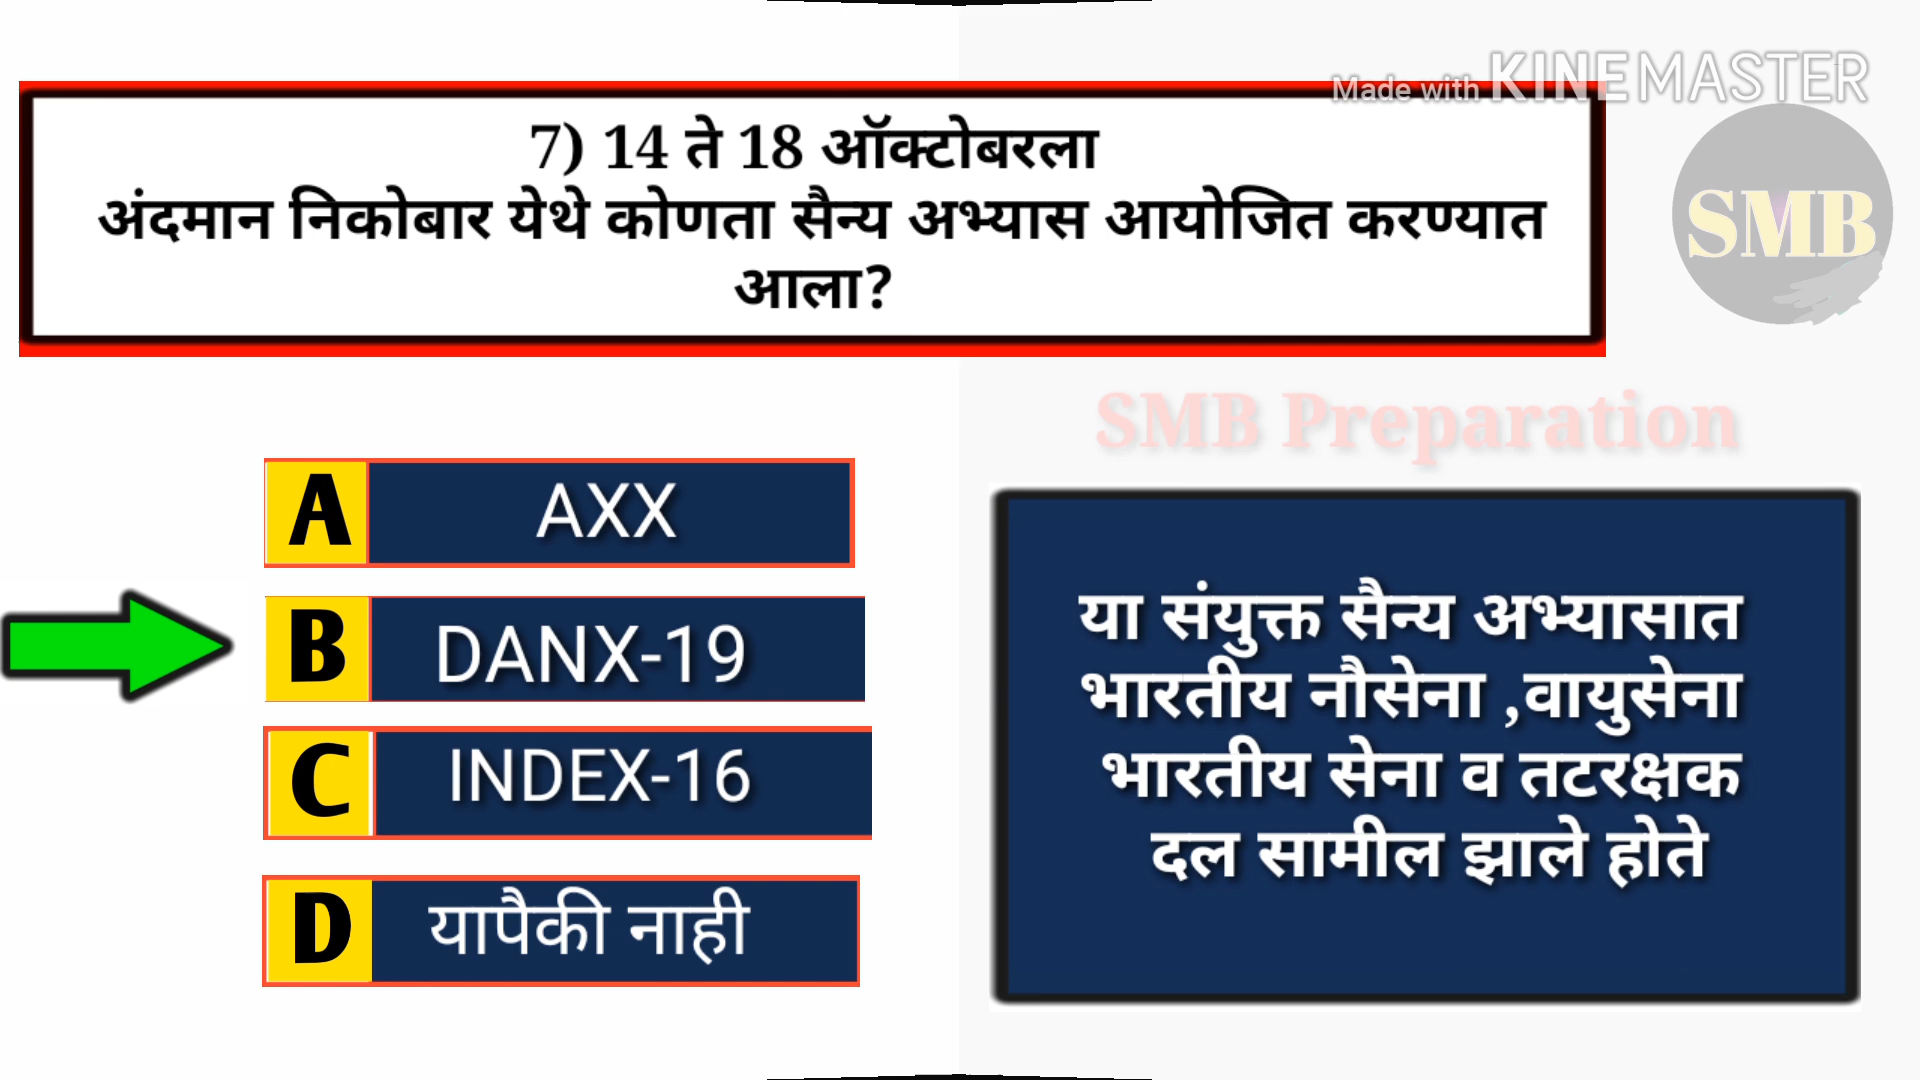 Made with KINEMASTER
7) 14 ते 18 ऑक्टोबरला
अंदमान निकोबार येथे कोणता सैन्य अभ्यास आयोजित करण्यात
आला?
SMB
SMB Preparation
A AXX
B DANX-19
C INDEX-16
D यापैकी नाही
या संयुक्त सैन्य अभ्यासात
भारतीय नौसेना ,वायुसेना
भारतीय सेना व तटरक्षक
दल सामील झाले होते